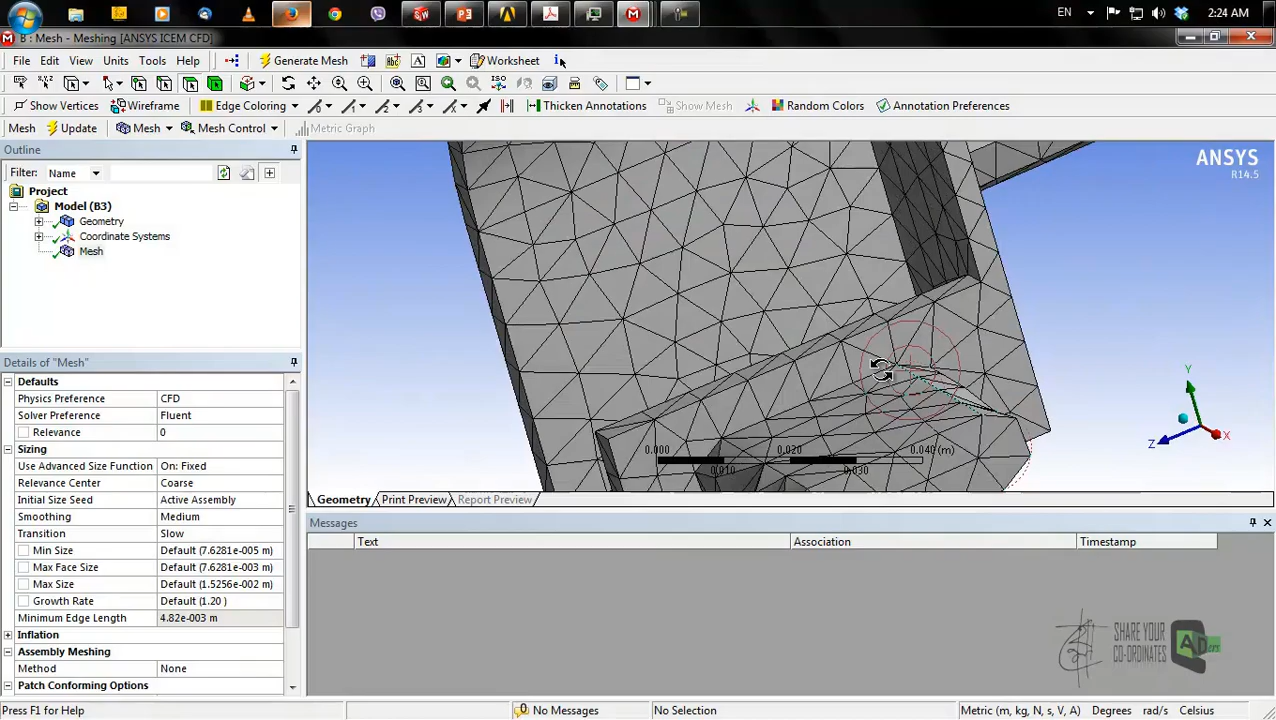 EN
2:24 AM
B : Mesh - Meshing [ANSYS ICEM CFD]
File Edit View Units Tools Help Generate Mesh Worksheet
Show Vertices Wireframe Edge Coloring Thicken Annotations Show Mesh Random Colors Annotation Preferences
Mesh Update Mesh Mesh Control Metric Graph
Outline
Filter: Name
Project
Model (B3)
Geometry
Coordinate Systems
Mesh
ANSYS
R14.5
Y
Z
X
0.000 0.020 0.040 (m)
0.010 0.030
Details of "Mesh"
Defaults
Physics Preference CFD
Solver Preference Fluent
Relevance 0
Sizing
Use Advanced Size Function On: Fixed
Relevance Center Coarse
Initial Size Seed Active Assembly
Smoothing Medium
Transition Slow
Min Size Default (7.6281e-005 m)
Max Face Size Default (7.6281e-003 m)
Max Size Default (1.5256e-002 m)
Growth Rate Default (1.20 )
Minimum Edge Length 4.82e-003 m
Inflation
Assembly Meshing
Method None
Patch Conforming Options
Geometry Print Preview Report Preview
Messages
Text Association Timestamp
SHARE YOUR
CO-ORDINATES
Press F1 for Help
No Messages
No Selection
Metric (m, kg, N, s, V, A) Degrees rad/s Celsius